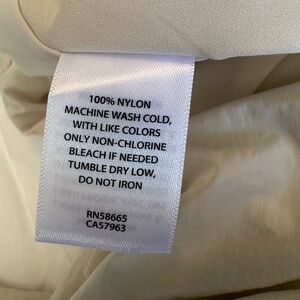 100% NYLON
MACHINE WASH COLD,
WITH LIKE COLORS
ONLY NON-CHLORINE
BLEACH IF NEEDED
TUMBLE DRY LOW,
DO NOT IRON
RN58665
CA57963